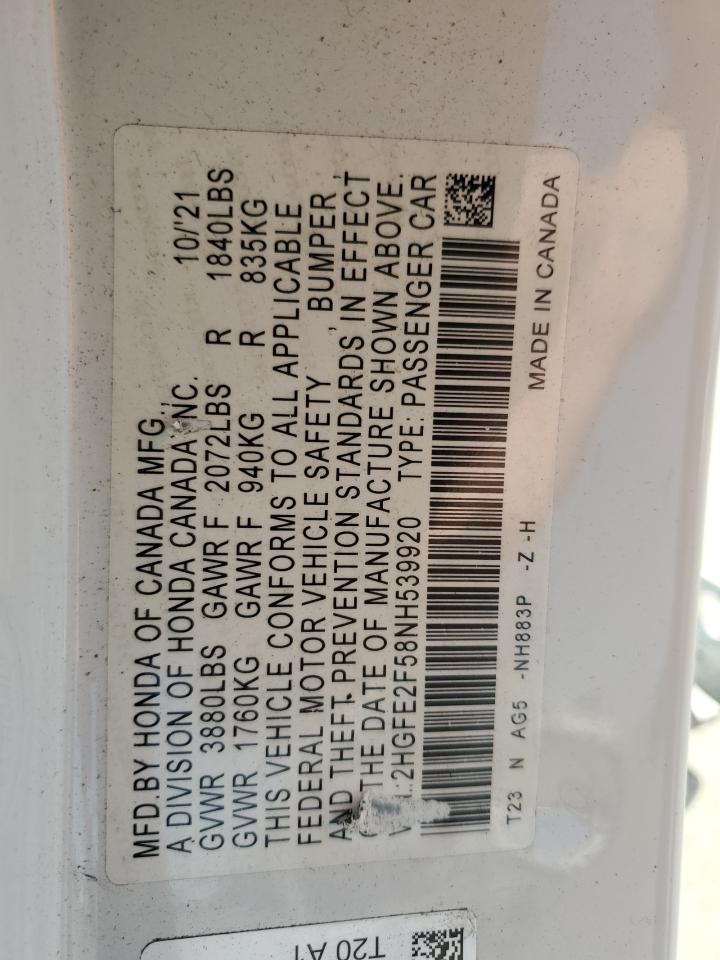 MFD.BY HONDA OF CANADA MFG.,
A DIVISION OF HONDA CANADA INC. 10/'21
GVWR 3880LBS GAWR F 2072LBS R 1840LBS
GVWR 1760KG GAWR F 940KG R 835KG
THIS VEHICLE CONFORMS TO ALL APPLICABLE
FEDERAL MOTOR VEHICLE SAFETY , BUMPER ,
AND THEFT PREVENTION STANDARDS IN EFFECT
THE DATE OF MANUFACTURE SHOWN ABOVE.
:2HGFE2F58NH539920 TYPE: PASSENGER CAR
T23 N AG5 -NH883P -Z -H
MADE IN CANADA
T20 A1